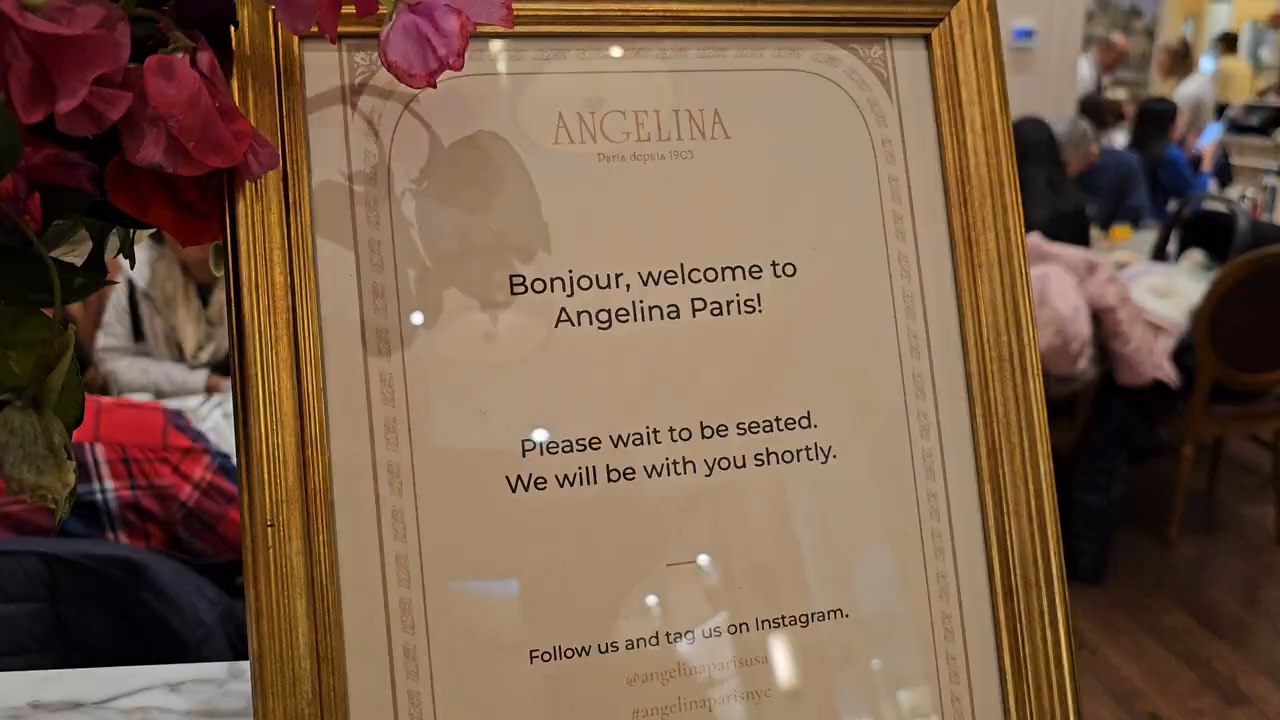 ANGELINA
Paris depuis 1903
Bonjour, welcome to
Angelina Paris!
Please wait to be seated.
We will be with you shortly.
Follow us and tag us on Instagram.
@angelinaparisusa
#angelinaparisnyc